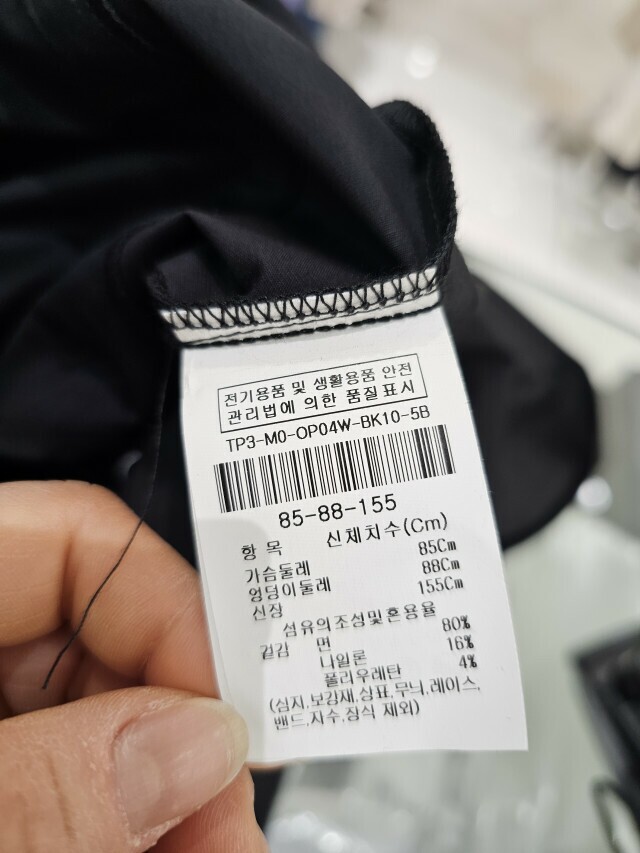 전기용품 및 생활용품 안전
관리법에 의한 품질표시
TP3-M0-OP04W-BK10-5B
85-88-155
항 목 신체치수(Cm)
가슴둘레 85Cm
엉덩이둘레 88Cm
신장 155Cm
섬유의조성및혼용율
겉감 면 80%
나일론 16%
폴리우레탄 4%
(심지,보강재,상표,무늬,레이스,
밴드,자수,장식 제외)